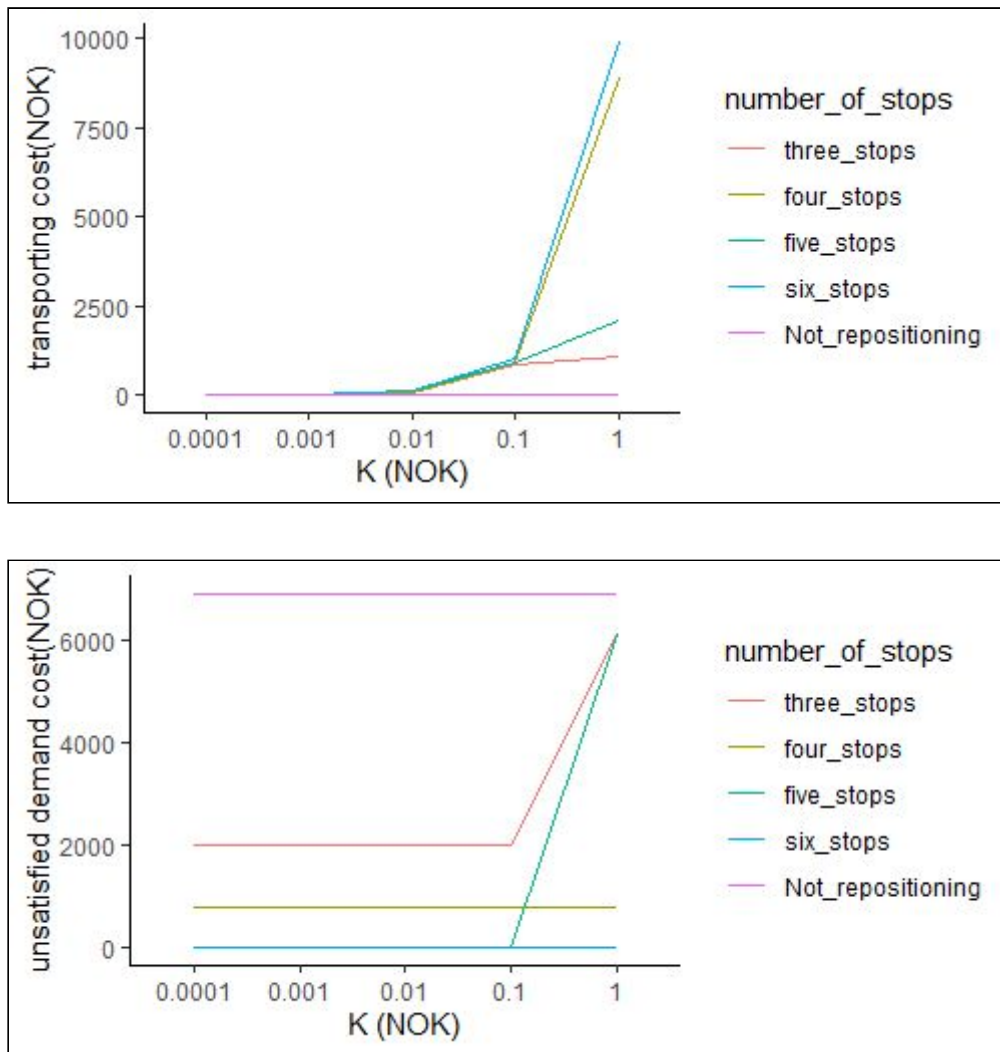 transporting cost(NOK)
10000
7500
5000
2500
0
0.0001 0.001 0.01 0.1 1
K (NOK)
number_of_stops
three_stops
four_stops
five_stops
six_stops
Not_repositioning
unsatisfied demand cost(NOK)
6000
4000
2000
0
0.0001 0.001 0.01 0.1 1
K (NOK)
number_of_stops
three_stops
four_stops
five_stops
six_stops
Not_repositioning